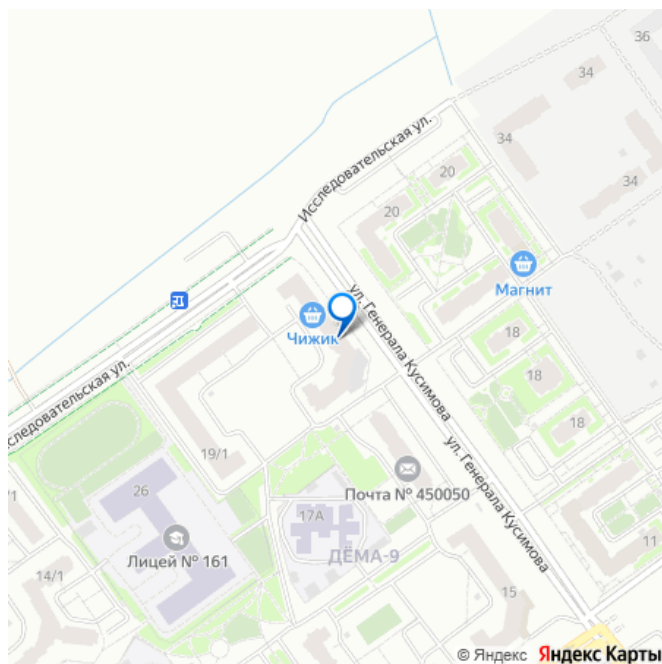 36
34
34
34
Исследовательская ул.
20
20
Магнит
ул. Генерала Кусимова
Чижик
18
18
18
сследовательская ул.
19/1
ул. Генерала Кусимова
Почта № 450050
26
17А
/1
Лицей № 161
ДЁМА-9
11
14/1
15
© Яндекс Яндекс Карты